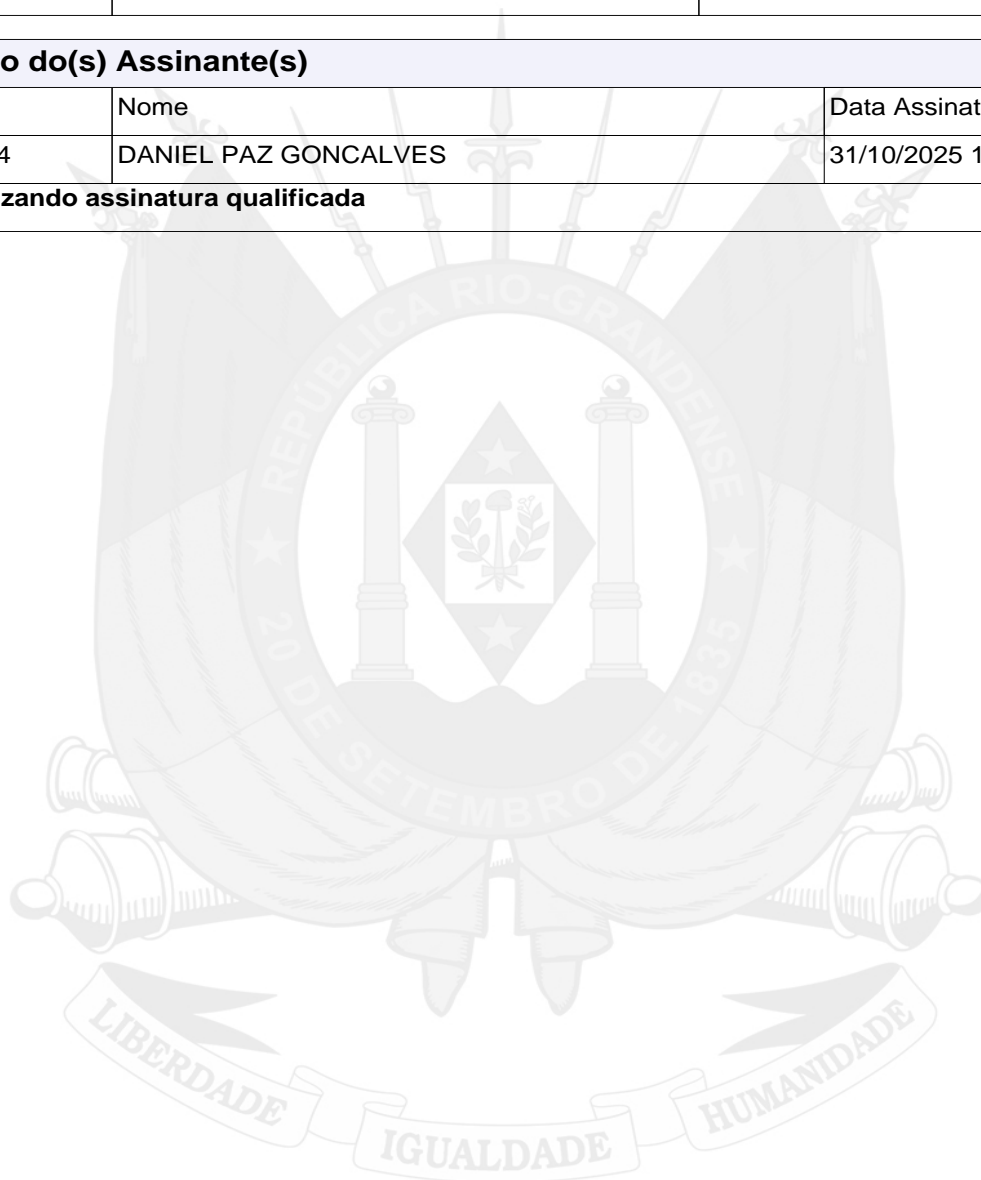 o do(s) Assinante(s)
Nome Data Assinat
4 DANIEL PAZ GONCALVES 31/10/2025 1
zando assinatura qualificada
REPÚBLICA RIO-GRANDENSE
20 DE SETEMBRO DE 1835
LIBERDADE IGUALDADE HUMANIDADE